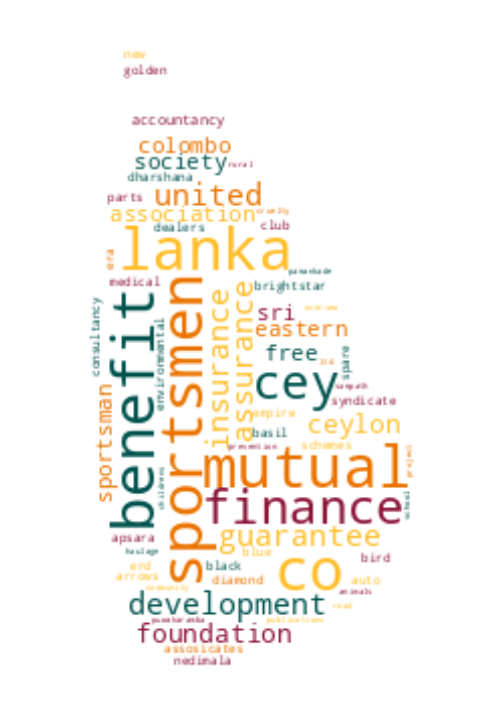 new
golden
accountancy
colombo
society
rural
dharshana
parts
united
association
cruelty
dealers
club
lanka
era
medical
brightstar
consultancy
benefit
environmental
sportsmen
insurance
assurance
sri
eastern
free
ltd
spare
cey
sampath
syndicate
sportsman
empire
ceylon
basil
prevention
schemes
mutual
project
childrens
finance
school
guarantee
apsara
haulage
blue
bird
erd
black
co
arrows
diamond
auto
community
animals
development
road
publications
foundation
assosicates
nedimala